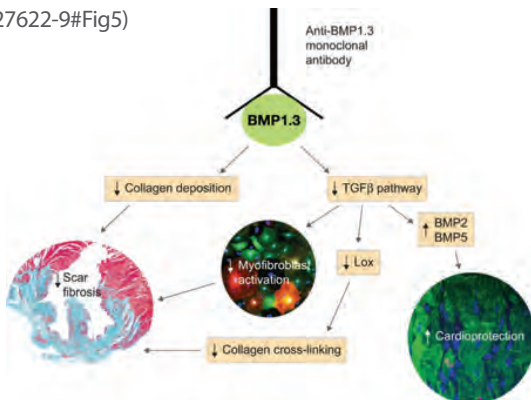 27622-9#Fig5)
Anti-BMP1.3
monoclonal
antibody
BMP1.3
↓ Collagen deposition
↓ TGFβ pathway
↑ BMP2
BMP5
↓ Scar
fibrosis
↓ Myofibroblast
activation
↓ Lox
↑ Cardioprotection
↓ Collagen cross-linking